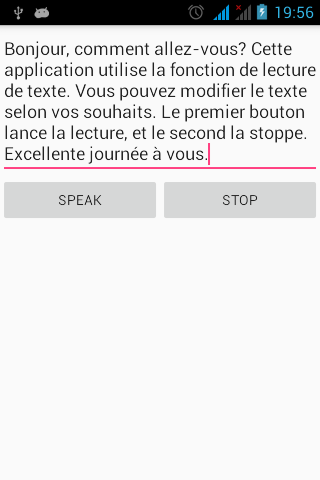 19:56
Bonjour, comment allez-vous? Cette
application utilise la fonction de lecture
de texte. Vous pouvez modifier le texte
selon vos souhaits. Le premier bouton
lance la lecture, et le second la stoppe.
Excellente journée à vous.
SPEAK STOP